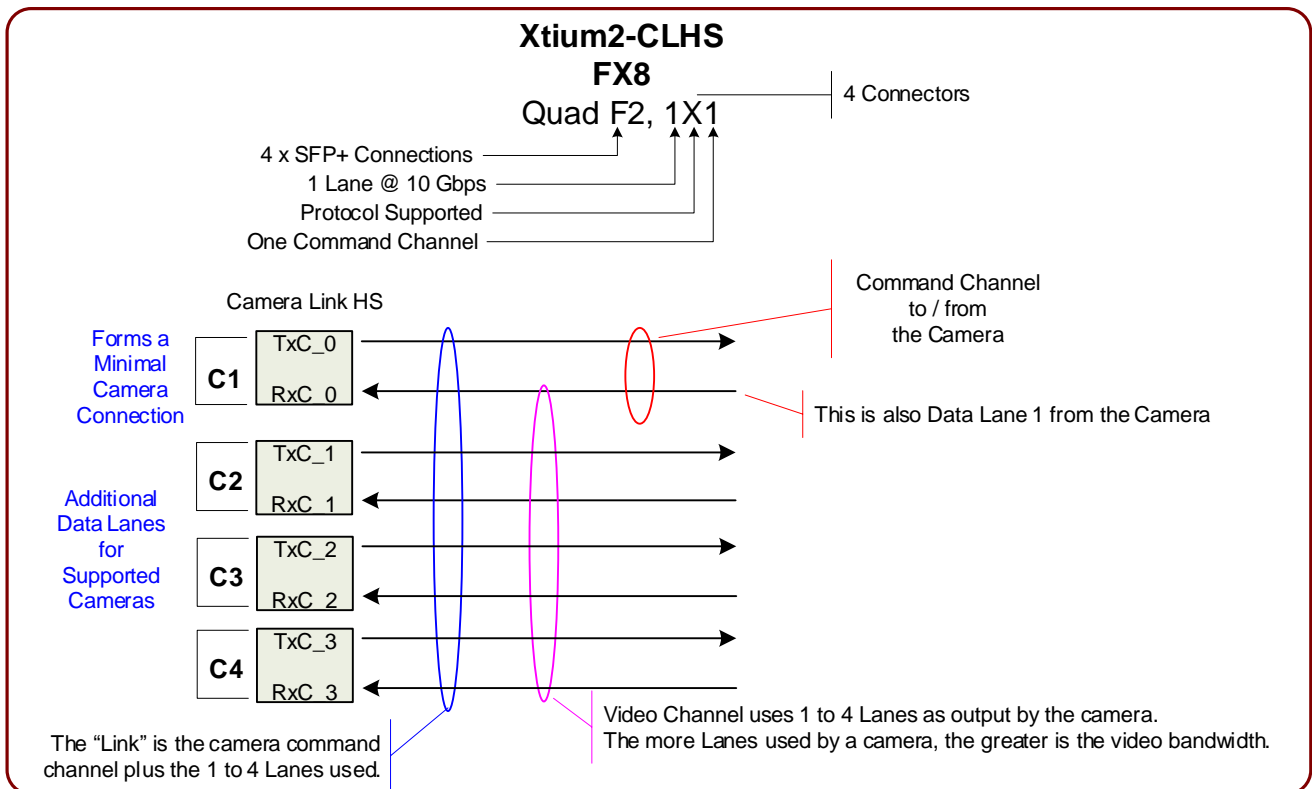 Xtium2-CLHS
FX8
Quad F2, 1X1
4 Connectors
4 x SFP+ Connections
1 Lane @ 10 Gbps
Protocol Supported
One Command Channel
Camera Link HS
Command Channel
to / from
the Camera
Forms a
Minimal
Camera
Connection
C1
TxC_0
RxC_0
This is also Data Lane 1 from the Camera
C2
TxC_1
RxC_1
Additional
Data Lanes
for
Supported
Cameras
C3
TxC_2
RxC_2
C4
TxC_3
RxC_3
Video Channel uses 1 to 4 Lanes as output by the camera.
The more Lanes used by a camera, the greater is the video bandwidth.
The “Link” is the camera command
channel plus the 1 to 4 Lanes used.